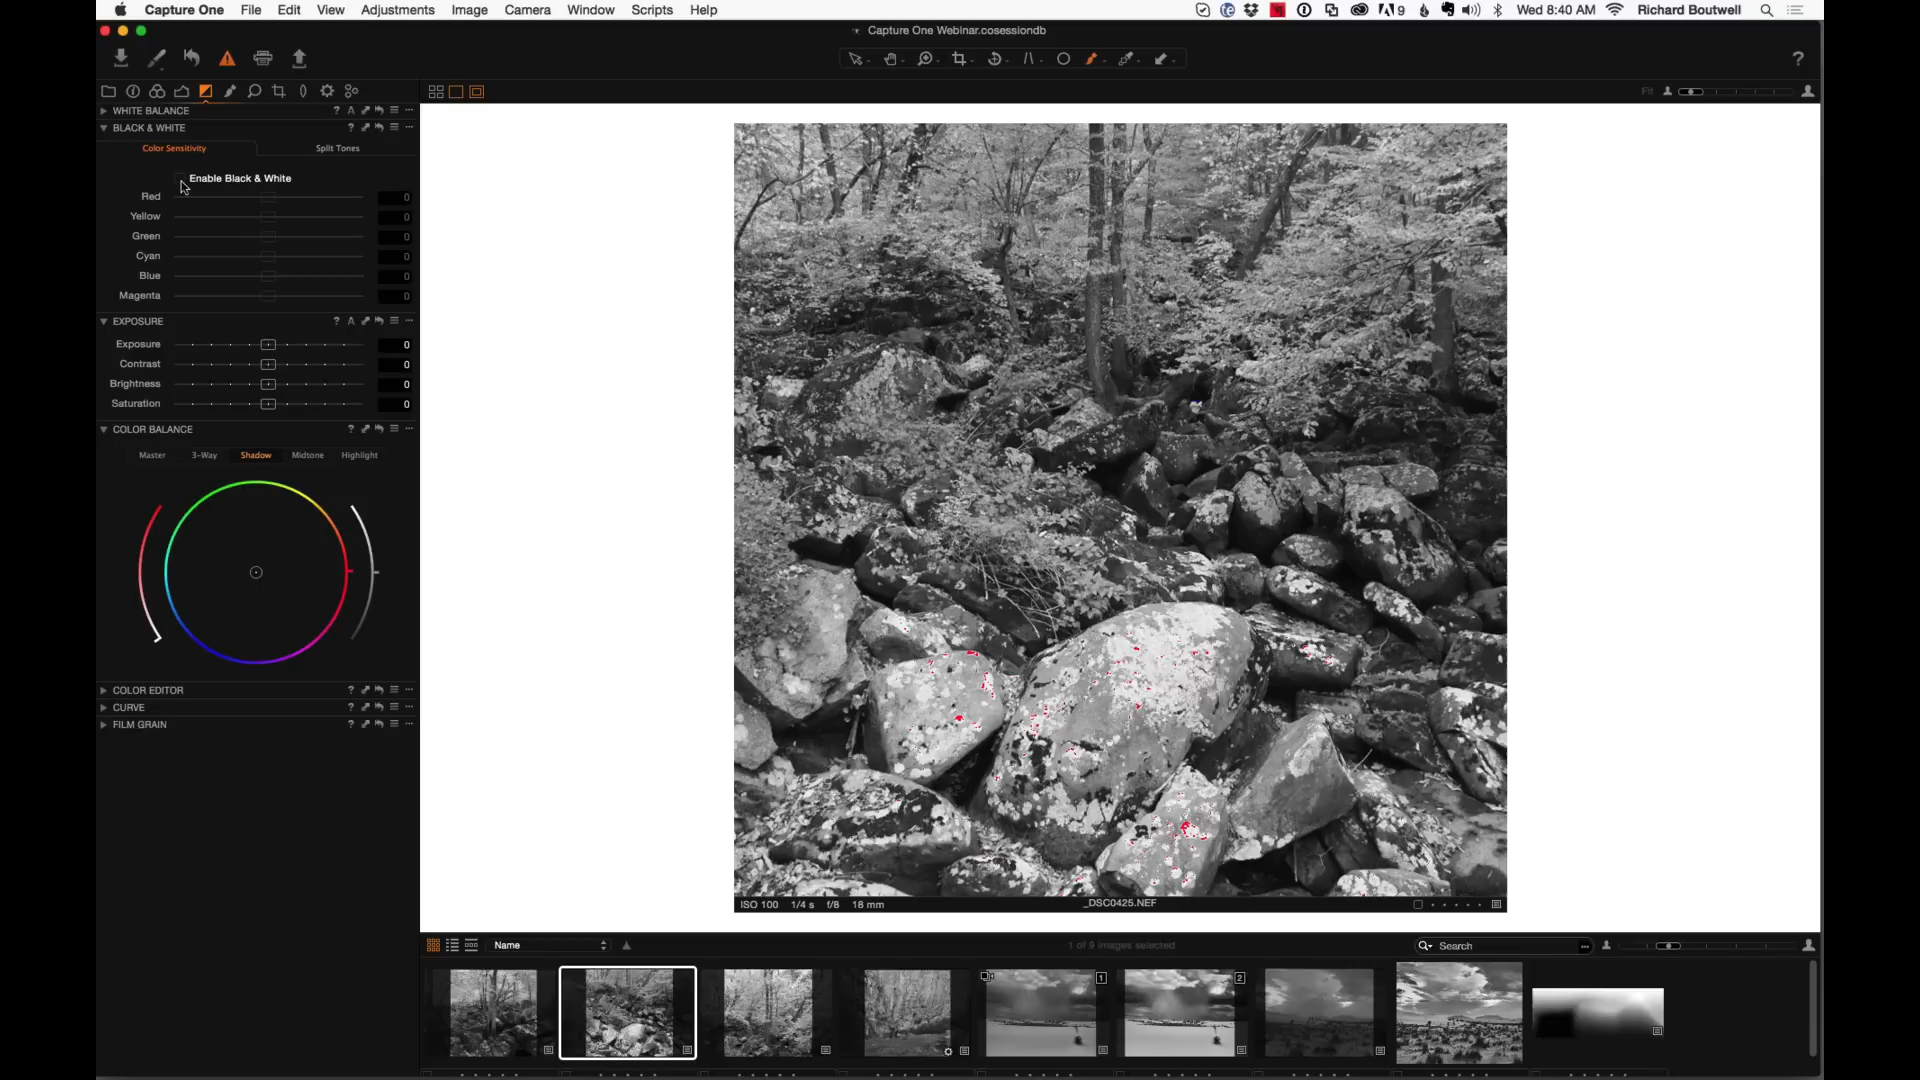 Capture One File Edit View Adjustments Image Camera Window Scripts Help 9 Wed 8:40 AM Richard Boutwell
Capture One Webinar.cosessiondb
?
Fit
WHITE BALANCE ? A
BLACK & WHITE ?
Color Sensitivity Split Tones
Enable Black & White
Red 0
Yellow 0
Green 0
Cyan 0
Blue 0
Magenta 0
EXPOSURE ? A
Exposure 0
Contrast 0
Brightness 0
Saturation 0
COLOR BALANCE ?
Master 3-Way Shadow Midtone Highlight
COLOR EDITOR ?
CURVE ?
FILM GRAIN ?
ISO 100 1/4 s f/8 18 mm _DSC0425.NEF
Name 1 of 9 images selected Search
1 2